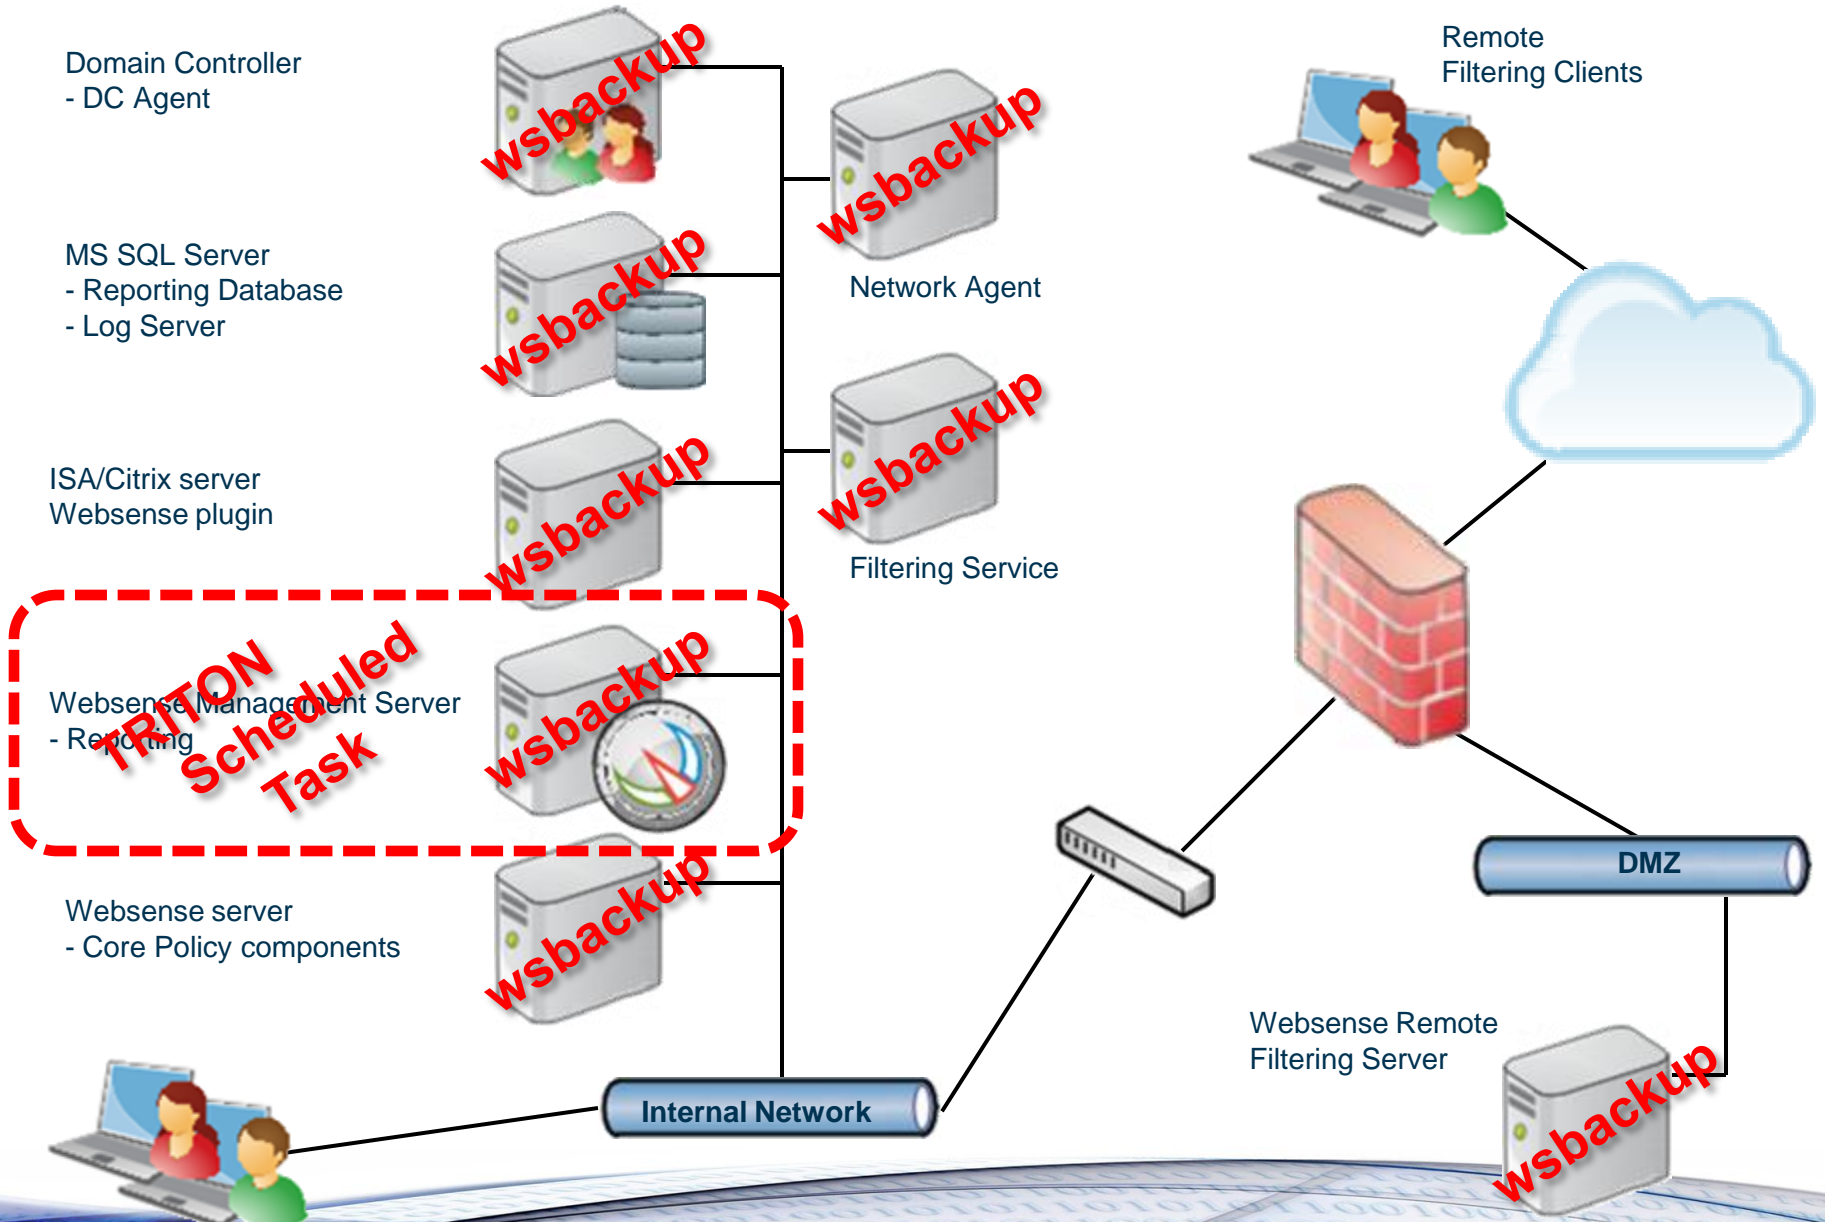 Domain Controller
- DC Agent
wsbackup
wsbackup
Network Agent
Remote
Filtering Clients
MS SQL Server
- Reporting Database
- Log Server
wsbackup
wsbackup
Filtering Service
ISA/Citrix server
Websense plugin
wsbackup
Websense Management Server
- Reporting
TRITON
Scheduled
Task
wsbackup
Websense server
- Core Policy components
wsbackup
DMZ
Internal Network
Websense Remote
Filtering Server
wsbackup